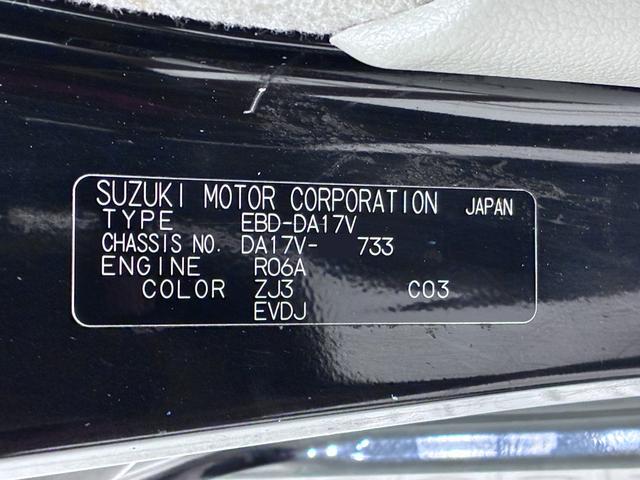 SUZUKI MOTOR CORPORATION JAPAN
TYPE EBD-DA17V
CHASSIS NO. DA17V- 733
ENGINE R06A
COLOR ZJ3 C03
EVDJ